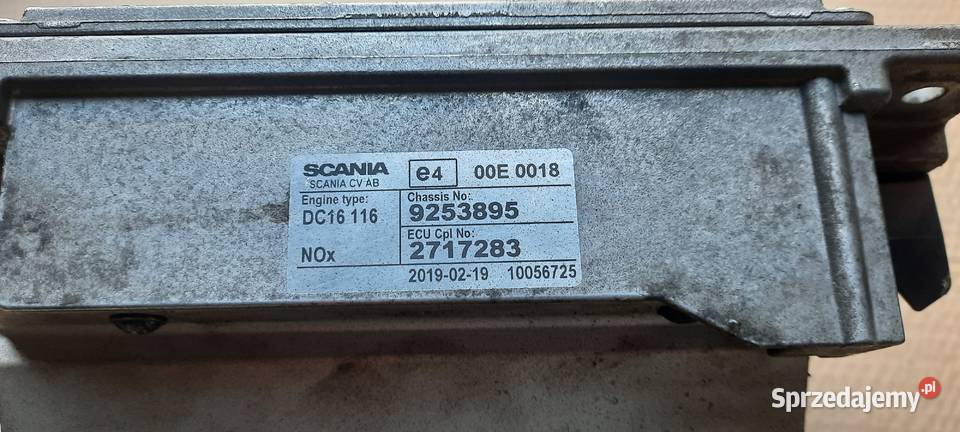 SCANIA e4 00E 0018
SCANIA CV AB
Engine type: Chassis No:
DC16 116 9253895
ECU Cpl No:
NOx 2717283
2019-02-19 10056725
Sprzedajemy.pl